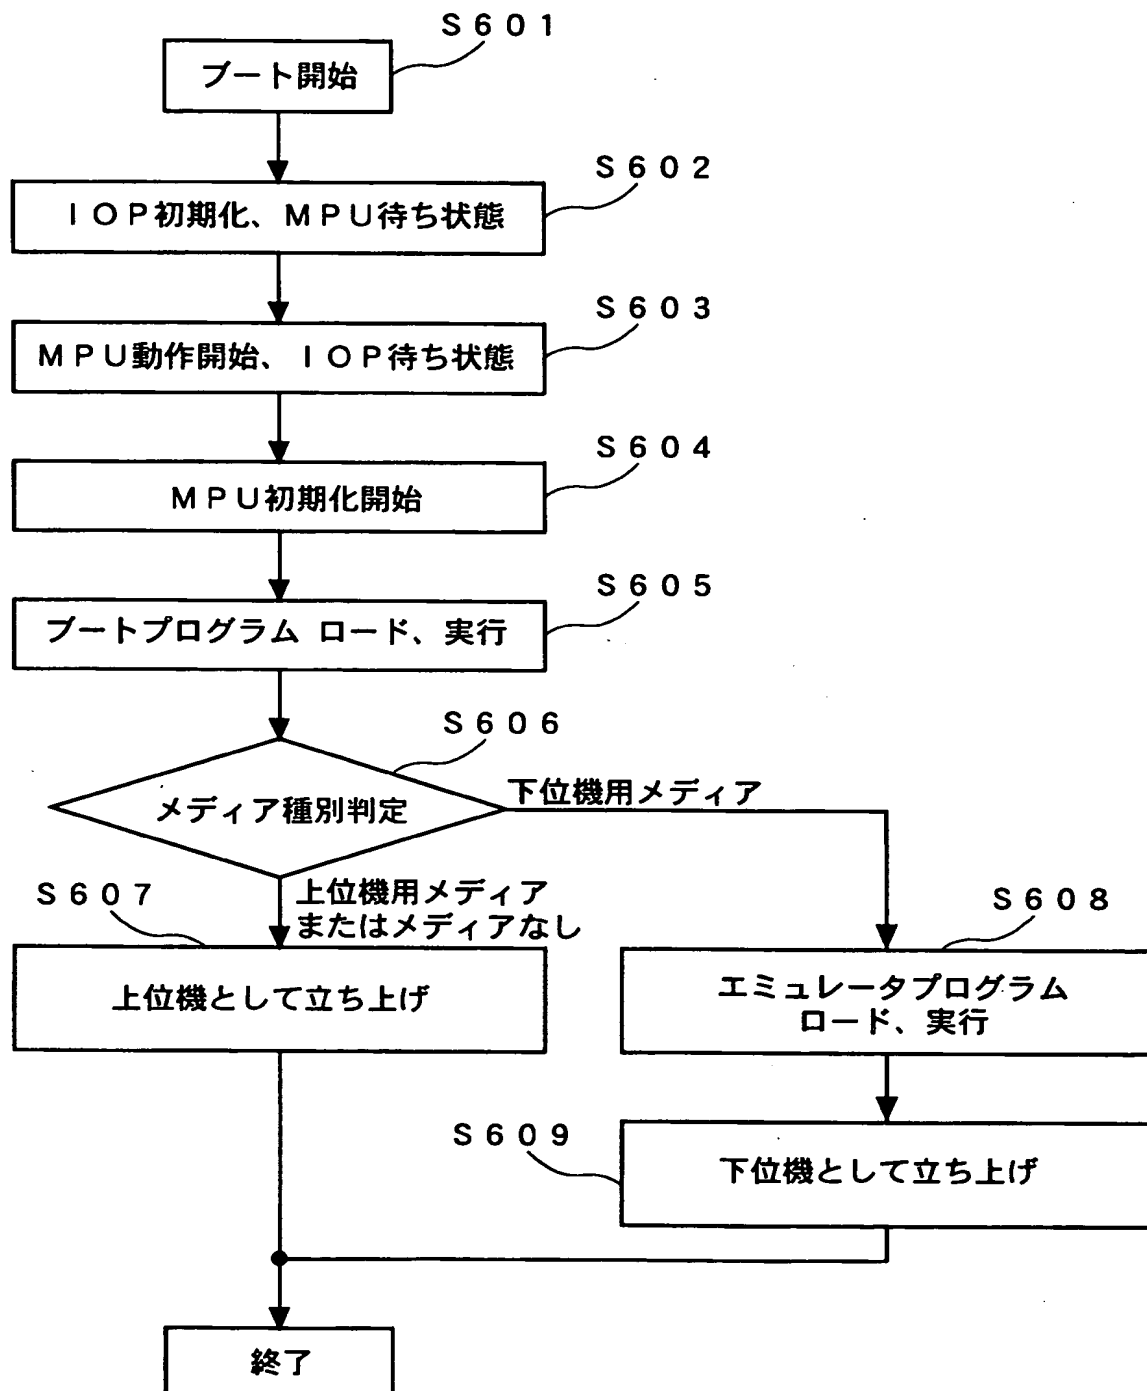 Ｓ６０１
ブート開始
Ｓ６０２
ＩＯＰ初期化、ＭＰＵ待ち状態
Ｓ６０３
ＭＰＵ動作開始、ＩＯＰ待ち状態
Ｓ６０４
ＭＰＵ初期化開始
Ｓ６０５
ブートプログラム ロード、実行
Ｓ６０６
メディア種別判定
下位機用メディア
Ｓ６０７
上位機用メディア
またはメディアなし
Ｓ６０８
上位機として立ち上げ
エミュレータプログラム
ロード、実行
Ｓ６０９
下位機として立ち上げ
終了